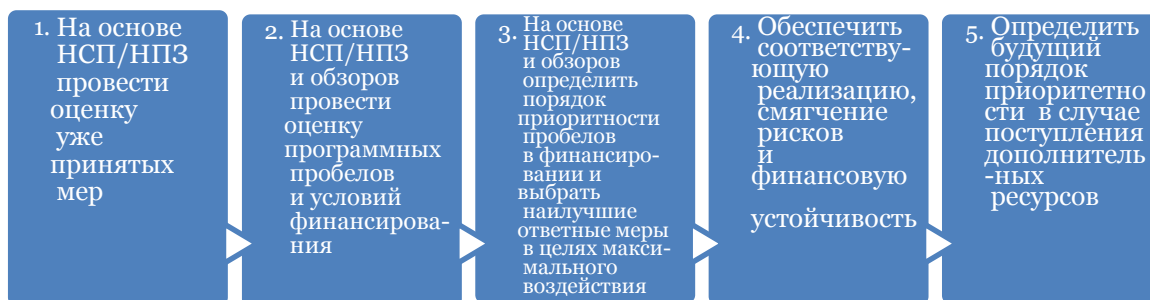 1. На основе
НСП/НПЗ
провести
оценку
уже
принятых
мер
2. На основе
НСП/НПЗ
и обзоров
провести
оценку
программных
пробелов
и условий
финансирова-
ния
3. На основе
НСП/НПЗ
и обзоров
определить
порядок
приоритности
пробелов
в финансиро-
вании и
выбрать
наилучшие
ответные меры
в целях макси-
мального
воздействия
4. Обеспечить
соответству-
ющую
реализацию,
смягчение
рисков
и
финансовую
устойчивость
5. Определить
будущий
порядок
приоритетно
сти в случае
поступления
дополнитель
-ных
ресурсов